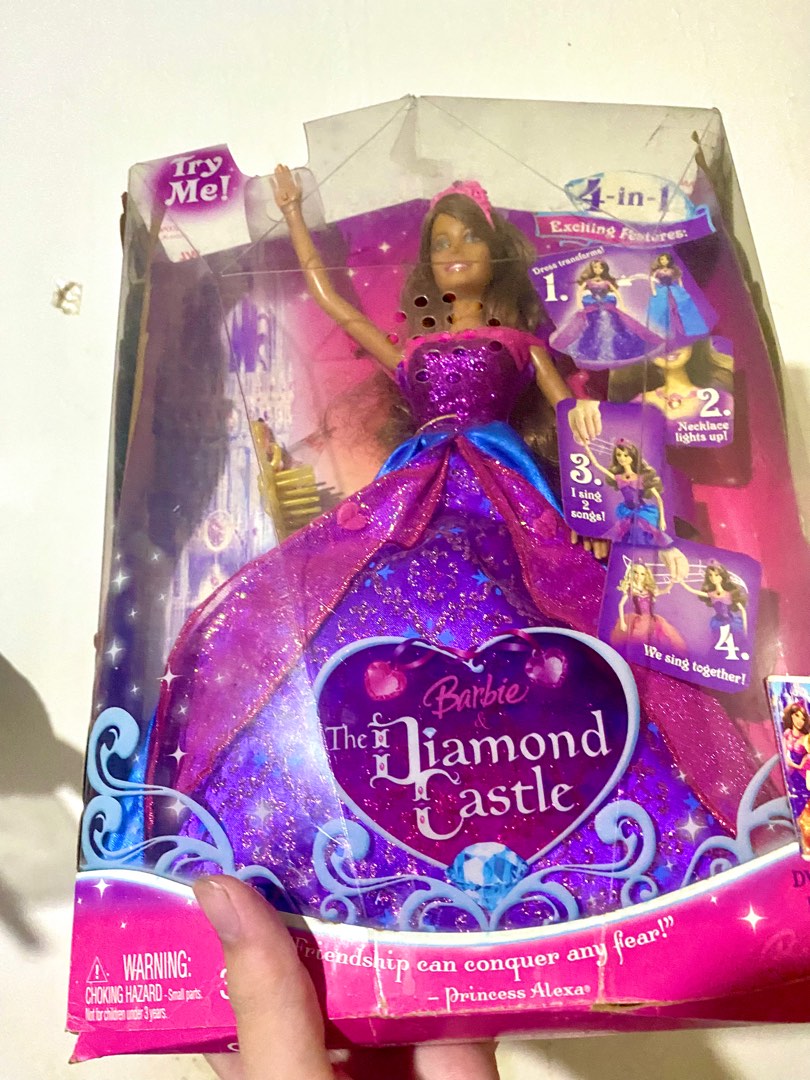 Try
Me!
4-in-1
Exciting Features:
Dress transforms!
1.
2.
Necklace
lights up!
3.
I sing
2
songs!
4.
We sing together!
Barbie
&
The Diamond
Castle
Friendship can conquer any fear!”
– Princess Alexa®
WARNING:
CHOKING HAZARD - Small parts.
Not for children under 3 years.